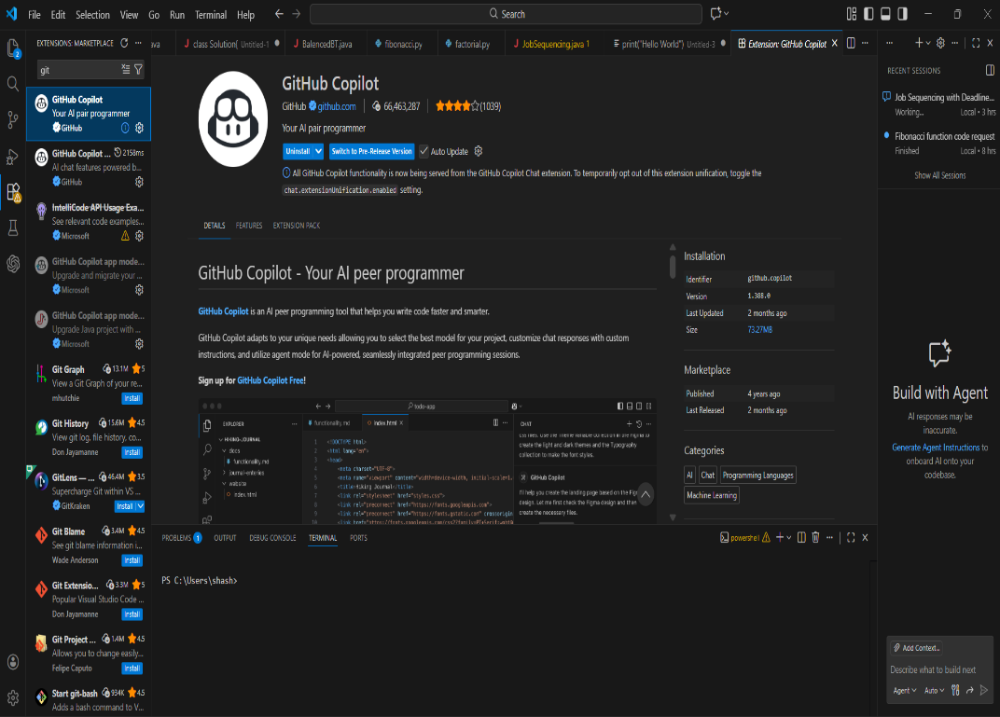 File Edit Selection View Go Run Terminal Help
Search
EXTENSIONS: MARKETPLACE
ava
class Solution{ Untitled-1
BalencedBT.java
fibonacci.py
factorial.py
JobSequencing.java 1
print("Hello World") Untitled-3
Extension: GitHub Copilot
2
git
GitHub Copilot
Your AI pair programmer
GitHub
GitHub Copilot ... 2158ms
AI chat features powered b...
GitHub
IntelliCode API Usage Exa...
See relevant code examples...
Microsoft
GitHub Copilot app mode...
Upgrade and migrate your ...
Microsoft
GitHub Copilot app mode...
Upgrade Java project with ...
Microsoft
Git Graph 13.1M 5
View a Git Graph of your re...
mhutchie Install
Git History 15.6M 4.5
View git log, file history, co...
Don Jayamanne Install
GitLens — ... 46.4M 3.5
Supercharge Git within VS ...
GitKraken Install
Git Blame 3.4M 4.5
See git blame information i...
Wade Anderson Install
Git Extensio... 3.3M 5
Popular Visual Studio Code ...
Don Jayamanne Install
Git Project ... 1.4M 4.5
Allows you to change easily...
Felipe Caputo Install
Start git-bash 934K 4.5
Adds a bash command to V...
GitHub Copilot
GitHub github.com 66,463,287 (1039)
Your AI pair programmer
Uninstall Switch to Pre-Release Version Auto Update
All GitHub Copilot functionality is now being served from the GitHub Copilot Chat extension. To temporarily opt out of this extension unification, toggle the
chat.extensionUnification.enabled setting.
DETAILS FEATURES EXTENSION PACK
GitHub Copilot - Your AI peer programmer
GitHub Copilot is an AI peer programming tool that helps you write code faster and smarter.
GitHub Copilot adapts to your unique needs allowing you to select the best model for your project, customize chat responses with custom
instructions, and utilize agent mode for AI-powered, seamlessly integrated peer programming sessions.
Sign up for GitHub Copilot Free!
todo-app
EXPLORER
HIKING-JOURNAL
docs
functionality.md
journal-enteries
website
index.html
functionality.md
index.html
1 <!DOCTYPE html>
2 <html lang="en">
3 <head>
4 <meta charset="UTF-8">
5 <meta name="viewport" content="width=device-width, initial-scale=1.
6 <title>Hiking Journal</title>
7 <link rel="stylesheet" href="styles.css">
8 <link rel="preconnect" href="https://fonts.googleapis.com">
9 <link rel="preconnect" href="https://fonts.gstatic.com" crossorigin
10
CHAT
css files. Use the Theme variable collection in the Figma to
create the light and dark themes and the Typography
collection to make the font styles.
GitHub Copilot
I'll help you create the landing page based on the Figm
design. Let me first check the Figma design and then
create the necessary files.
Installation
Identifier github.copilot
Version 1.388.0
Last Updated 2 months ago
Size 73.27MB
Marketplace
Published 4 years ago
Last Released 2 months ago
Categories
AI Chat Programming Languages
Machine Learning
PROBLEMS 1 OUTPUT DEBUG CONSOLE TERMINAL PORTS
powershell
PS C:\Users\shash>
RECENT SESSIONS
Job Sequencing with Deadline...
Working... Local • 3 hrs
Fibonacci function code request
Finished Local • 8 hrs
Show All Sessions
Build with Agent
AI responses may be
inaccurate.
Generate Agent Instructions to
onboard AI onto your
codebase.
Add Context...
Describe what to build next
Agent Auto